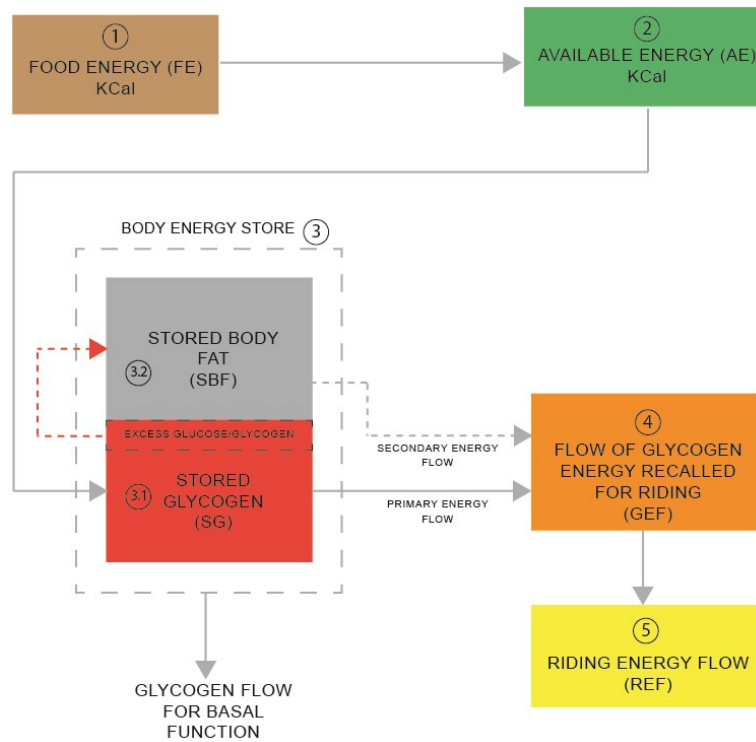 1
FOOD ENERGY (FE)
KCal
2
AVAILABLE ENERGY (AE)
KCal
BODY ENERGY STORE 3
STORED BODY
FAT
3.2
(SBF)
EXCESS GLUCOSE/GLYCOGEN
3.1
STORED
GLYCOGEN
(SG)
SECONDARY ENERGY
FLOW
PRIMARY ENERGY
FLOW
4
FLOW OF GLYCOGEN
ENERGY RECALLED
FOR RIDING
(GEF)
5
RIDING ENERGY FLOW
(REF)
GLYCOGEN FLOW
FOR BASAL
FUNCTION